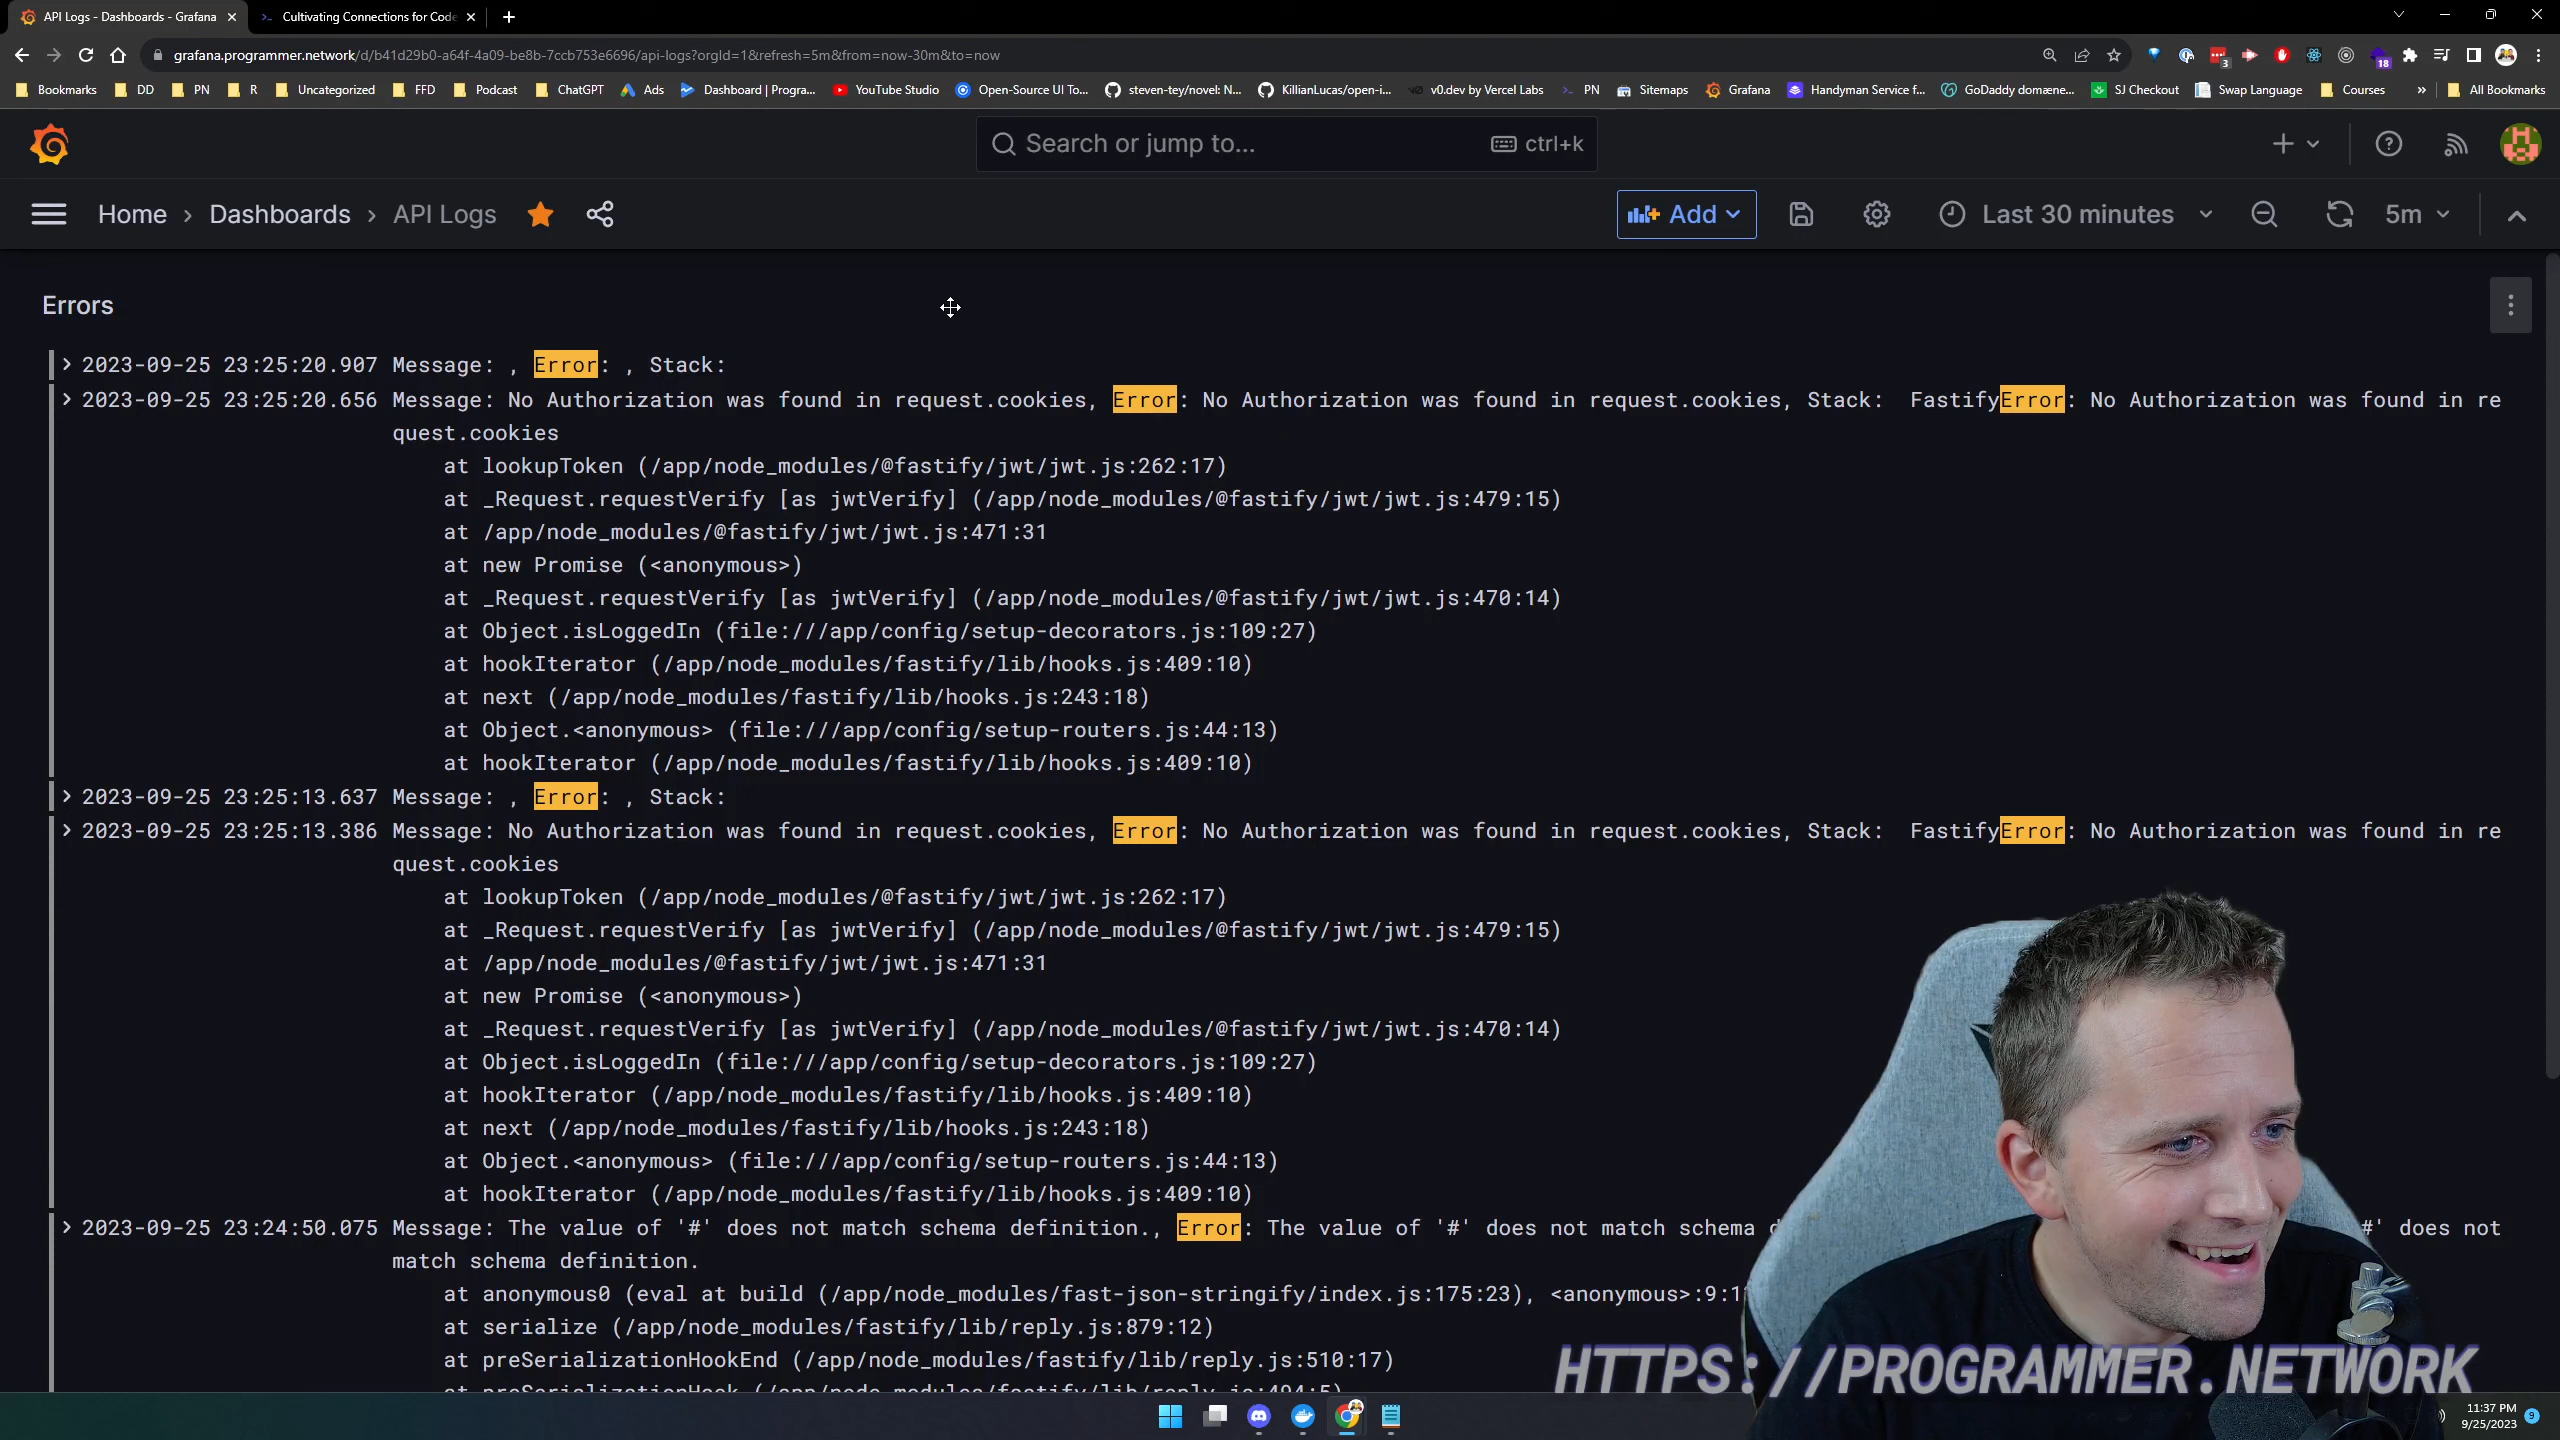 API Logs - Dashboards - Grafana
Cultivating Connections for Code
grafana.programmer.network/d/b41d29b0-a64f-4a09-be8b-7ccb753e6696/api-logs?orgId=1&refresh=5m&from=now-30m&to=now
3
18
Bookmarks DD PN R Uncategorized FFD Podcast ChatGPT Ads Dashboard | Progra... YouTube Studio Open-Source UI To... steven-tey/novel: N... KillianLucas/open-i... v0.dev by Vercel Labs PN Sitemaps Grafana Handyman Service f... GoDaddy domæne... SJ Checkout Swap Language Courses » All Bookmarks
Search or jump to... ctrl+k
Home › Dashboards › API Logs Add Last 30 minutes 5m
Errors
2023-09-25 23:25:20.907 Message: , Error: , Stack:
2023-09-25 23:25:20.656 Message: No Authorization was found in request.cookies, Error: No Authorization was found in request.cookies, Stack: FastifyError: No Authorization was found in re
quest.cookies
at lookupToken (/app/node_modules/@fastify/jwt/jwt.js:262:17)
at _Request.requestVerify [as jwtVerify] (/app/node_modules/@fastify/jwt/jwt.js:479:15)
at /app/node_modules/@fastify/jwt/jwt.js:471:31
at new Promise (<anonymous>)
at _Request.requestVerify [as jwtVerify] (/app/node_modules/@fastify/jwt/jwt.js:470:14)
at Object.isLoggedIn (file:///app/config/setup-decorators.js:109:27)
at hookIterator (/app/node_modules/fastify/lib/hooks.js:409:10)
at next (/app/node_modules/fastify/lib/hooks.js:243:18)
at Object.<anonymous> (file:///app/config/setup-routers.js:44:13)
at hookIterator (/app/node_modules/fastify/lib/hooks.js:409:10)
2023-09-25 23:25:13.637 Message: , Error: , Stack:
2023-09-25 23:25:13.386 Message: No Authorization was found in request.cookies, Error: No Authorization was found in request.cookies, Stack: FastifyError: No Authorization was found in re
quest.cookies
at lookupToken (/app/node_modules/@fastify/jwt/jwt.js:262:17)
at _Request.requestVerify [as jwtVerify] (/app/node_modules/@fastify/jwt/jwt.js:479:15)
at /app/node_modules/@fastify/jwt/jwt.js:471:31
at new Promise (<anonymous>)
at _Request.requestVerify [as jwtVerify] (/app/node_modules/@fastify/jwt/jwt.js:470:14)
at Object.isLoggedIn (file:///app/config/setup-decorators.js:109:27)
at hookIterator (/app/node_modules/fastify/lib/hooks.js:409:10)
at next (/app/node_modules/fastify/lib/hooks.js:243:18)
at Object.<anonymous> (file:///app/config/setup-routers.js:44:13)
at hookIterator (/app/node_modules/fastify/lib/hooks.js:409:10)
2023-09-25 23:24:50.075 Message: The value of '#' does not match schema definition., Error: The value of '#' does not match schema #' does not
match schema definition.
at anonymous0 (eval at build (/app/node_modules/fast-json-stringify/index.js:175:23), <anonymous>:9:1
at serialize (/app/node_modules/fastify/lib/reply.js:879:12)
at preSerializationHookEnd (/app/node_modules/fastify/lib/reply.js:510:17)
at preSerializationHook (/app/node_modules/fastify/lib/reply.js:494:5)
HTTPS://PROGRAMMER.NETWORK
11:37 PM
9/25/2023
9